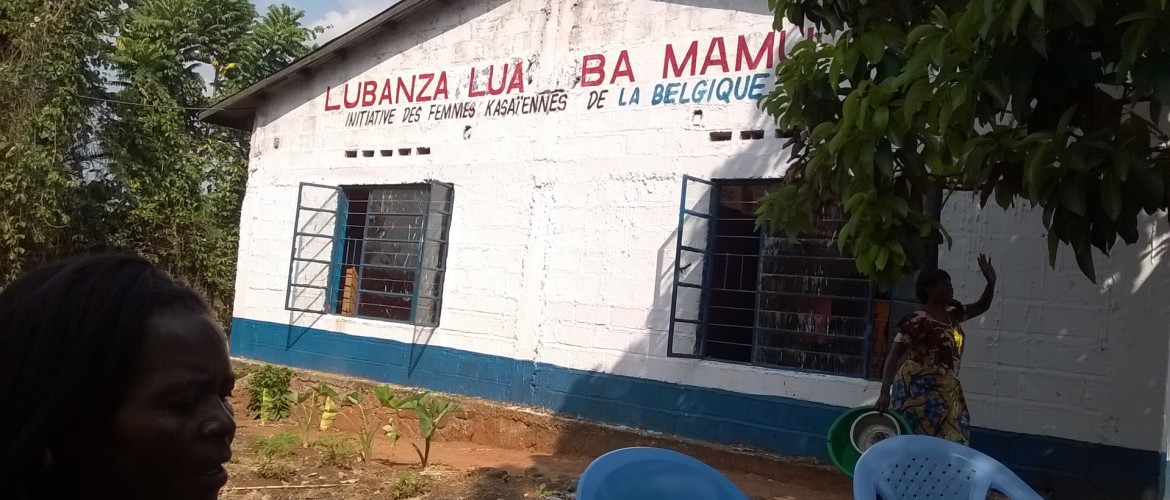 LUBANZA LUA BA MAMU
INITIATIVE DES FEMMES KASAÏENNES DE LA BELGIQUE